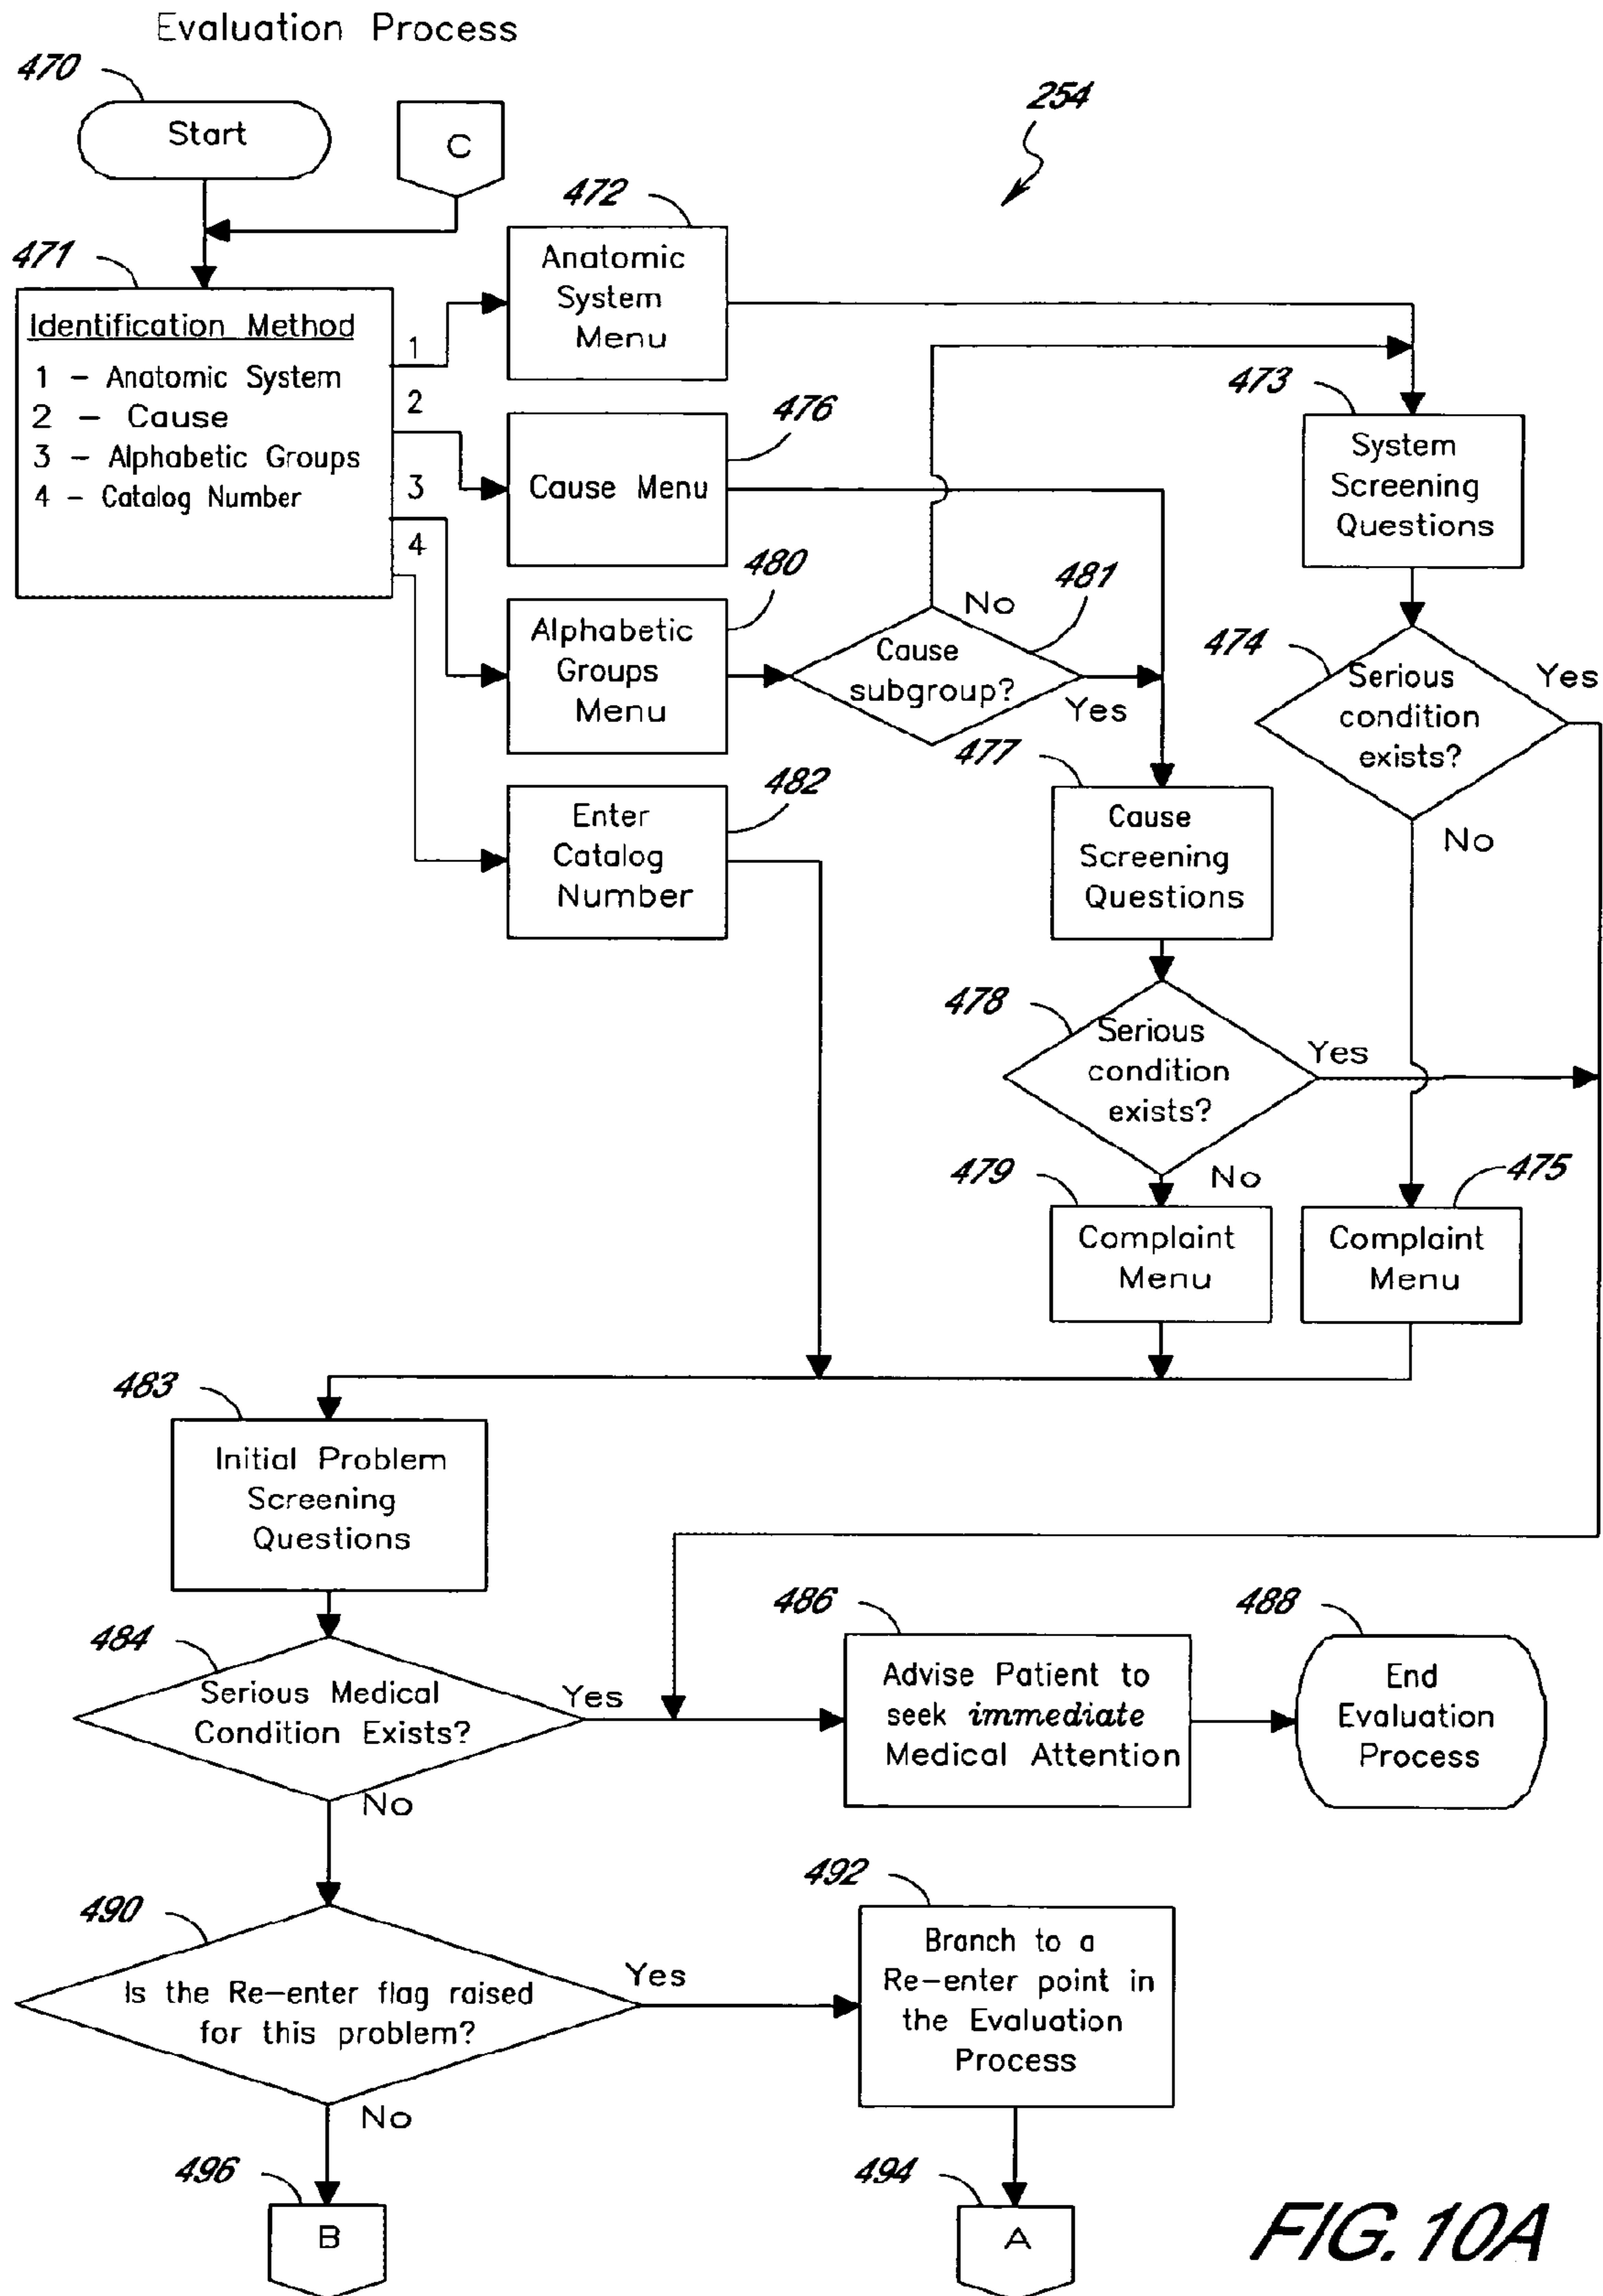 Evaluation Process
470
Start
C
254
472
471
Identification Method
1 – Anatomic System
2 – Cause
3 – Alphabetic Groups
4 – Catalog Number
1
2
3
4
Anatomic
System
Menu
476
Cause Menu
480
Alphabetic
Groups
Menu
482
Enter
Catalog
Number
481
Cause
subgroup?
No
Yes
473
System
Screening
Questions
474
Serious
condition
exists?
Yes
No
477
Cause
Screening
Questions
478
Serious
condition
exists?
Yes
No
479
Complaint
Menu
475
Complaint
Menu
483
Initial Problem
Screening
Questions
484
Serious Medical
Condition Exists?
Yes
No
486
Advise Patient to
seek immediate
Medical Attention
488
End
Evaluation
Process
490
Is the Re-enter flag raised
for this problem?
Yes
No
492
Branch to a
Re-enter point in
the Evaluation
Process
496
B
494
A
FIG. 10A